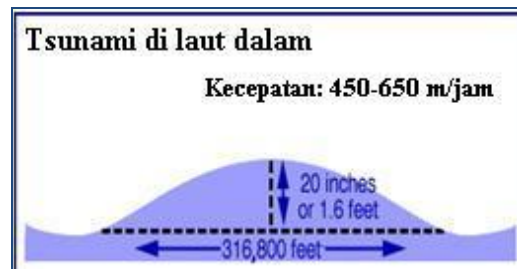 Tsunami di laut dalam
Kecepatan: 450-650 m/jam
20 inches
or 1.6 feet
316,800 feet